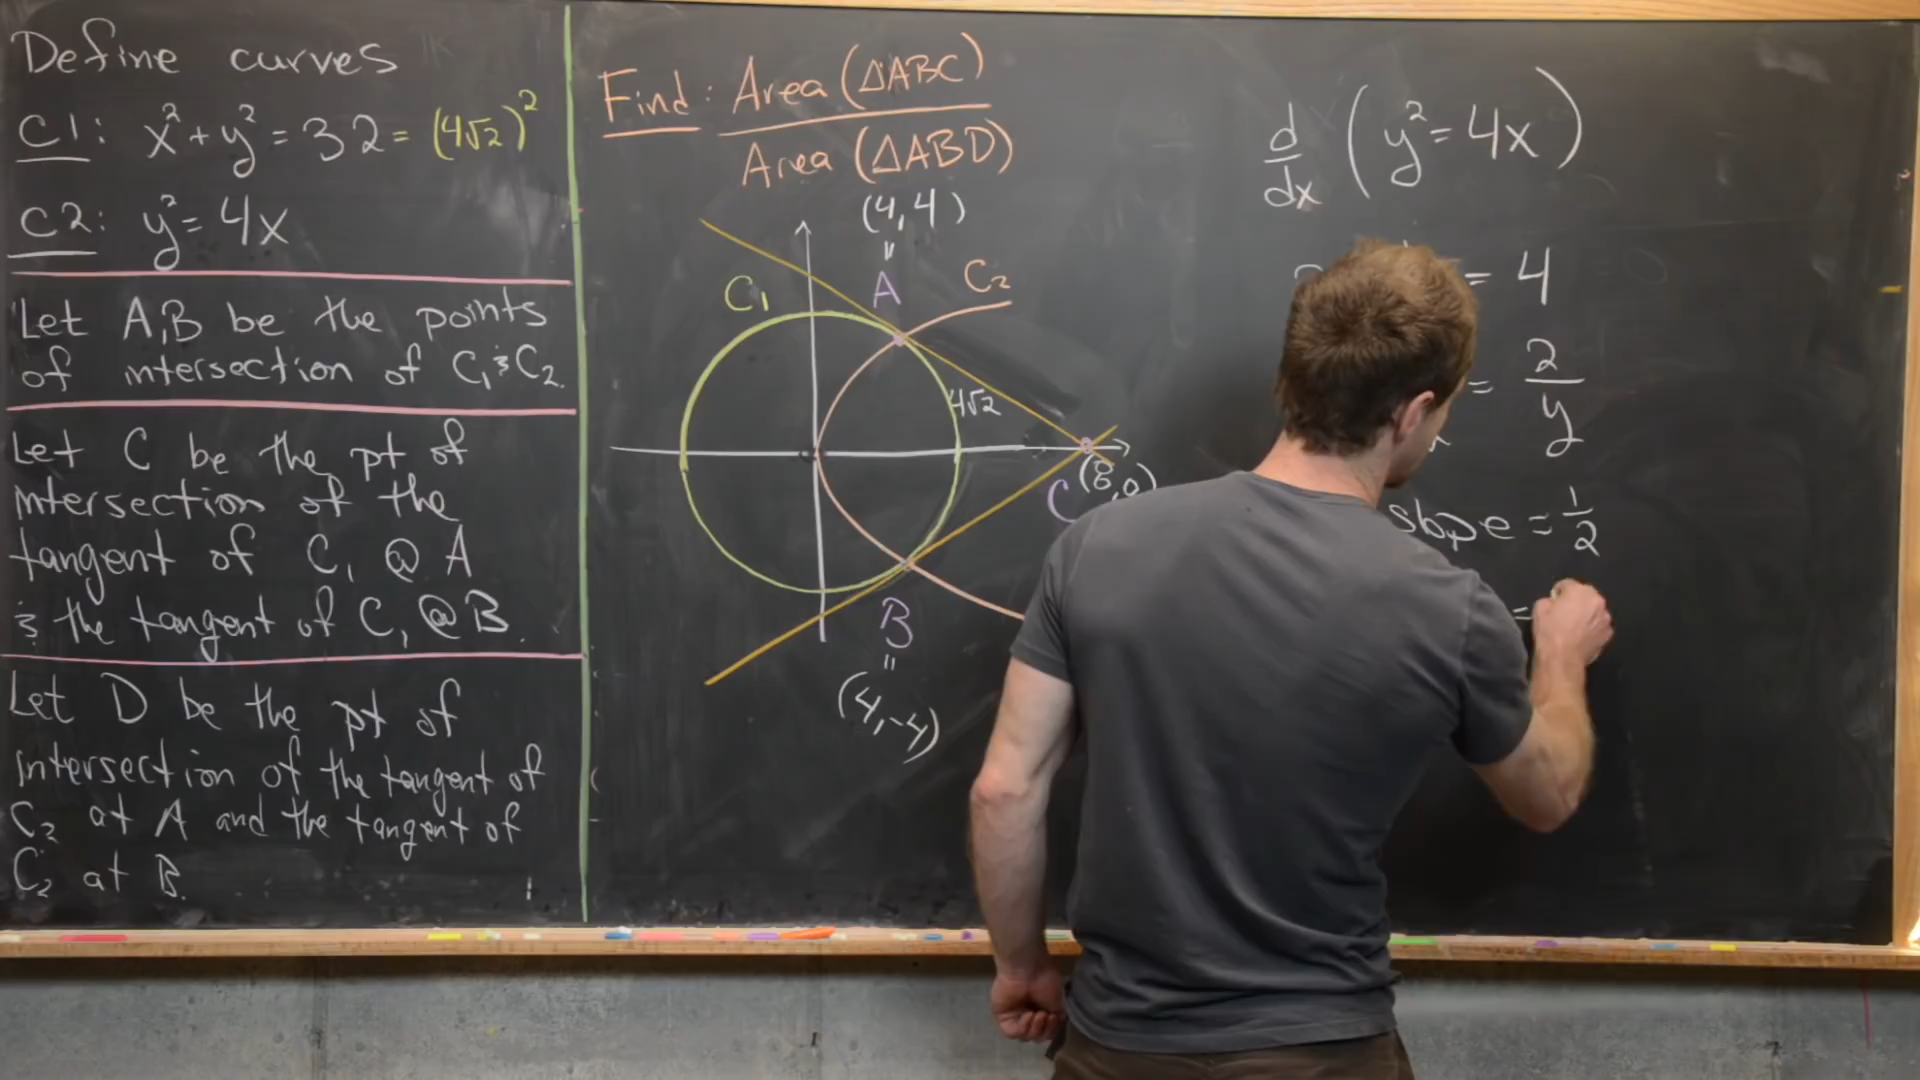 Define curves
C1: x² + y² = 32 = (4√2)²
C2: y² = 4x
Let A,B be the points
of intersection of C₁ & C₂.
Let C be the pt of
intersection of the
tangent of C₁ @ A
& the tangent of C₁ @ B.
Let D be the pt of
intersection of the tangent of
C₂ at A and the tangent of
C₂ at B.
Find: Area (△ABC)
Area (△ABD)
(4,4)
=
A
C₁
C₂
4√2
(8,0)
C
B
=
(4,-4)
d/dx (y² = 4x)
= 4
= 2/y
slope = 1/2
=